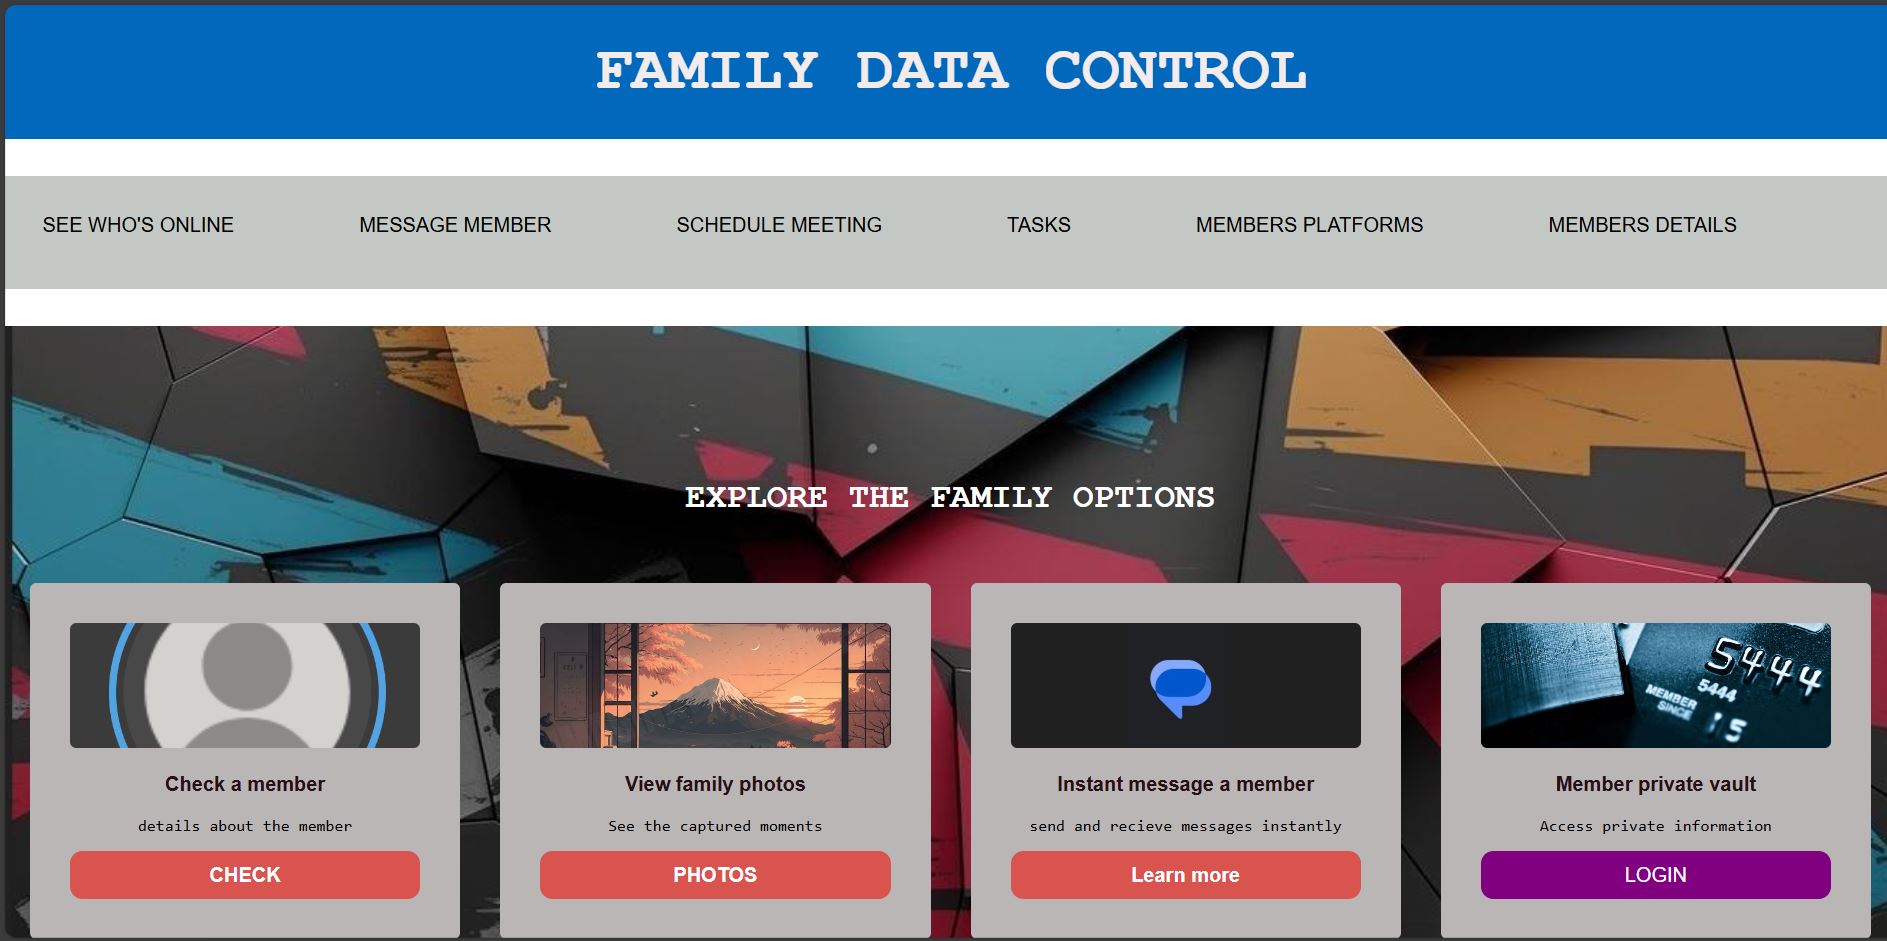 FAMILY DATA CONTROL
SEE WHO'S ONLINE MESSAGE MEMBER SCHEDULE MEETING TASKS MEMBERS PLATFORMS MEMBERS DETAILS
EXPLORE THE FAMILY OPTIONS
5444
5444
MEMBER
SINCE 15
Check a member
details about the member
CHECK
View family photos
See the captured moments
PHOTOS
Instant message a member
send and recieve messages instantly
Learn more
Member private vault
Access private information
LOGIN